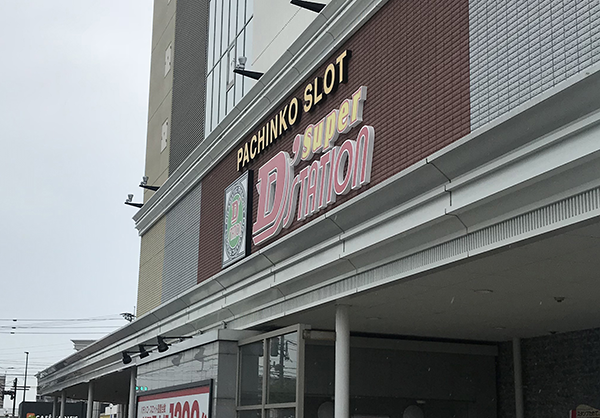 PACHINKO SLOT
Super
D'STATION